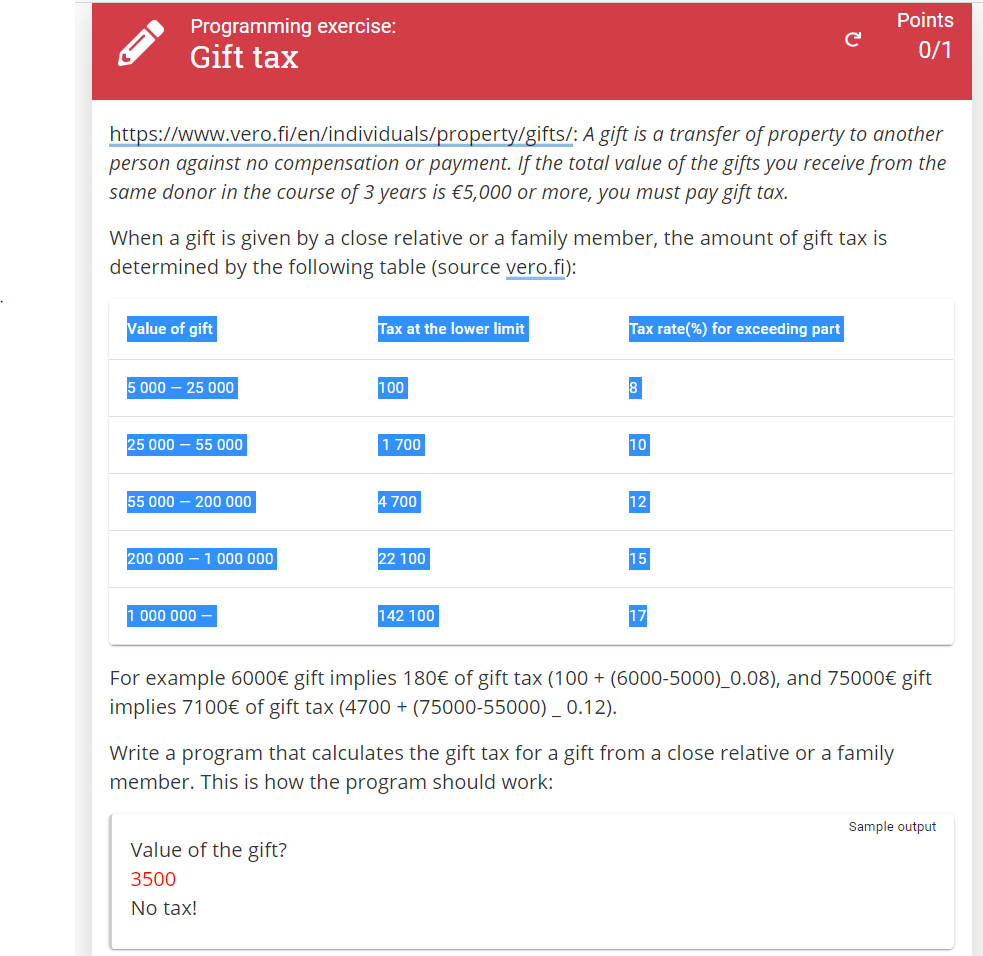 Programming exercise:
Points
Gift tax
0/1
https://www.vero.fi/en/individuals/property/gifts/: A gift is a transfer of property to another
person against no compensation or payment. If the total value of the gifts you receive from the
same donor in the course of 3 years is €5,000 or more, you must pay gift tax.
When a gift is given by a close relative or a family member, the amount of gift tax is
determined by the following table (source vero.fi):
Value of gift Tax at the lower limit Tax rate(%) for exceeding part
5 000 — 25 000 100 8
25 000 — 55 000 1 700 10
55 000 — 200 000 4 700 12
200 000 — 1 000 000 22 100 15
1 000 000 — 142 100 17
For example 6000€ gift implies 180€ of gift tax (100 + (6000-5000)_0.08), and 75000€ gift
implies 7100€ of gift tax (4700 + (75000-55000) _ 0.12).
Write a program that calculates the gift tax for a gift from a close relative or a family
member. This is how the program should work:
Sample output
Value of the gift?
3500
No tax!